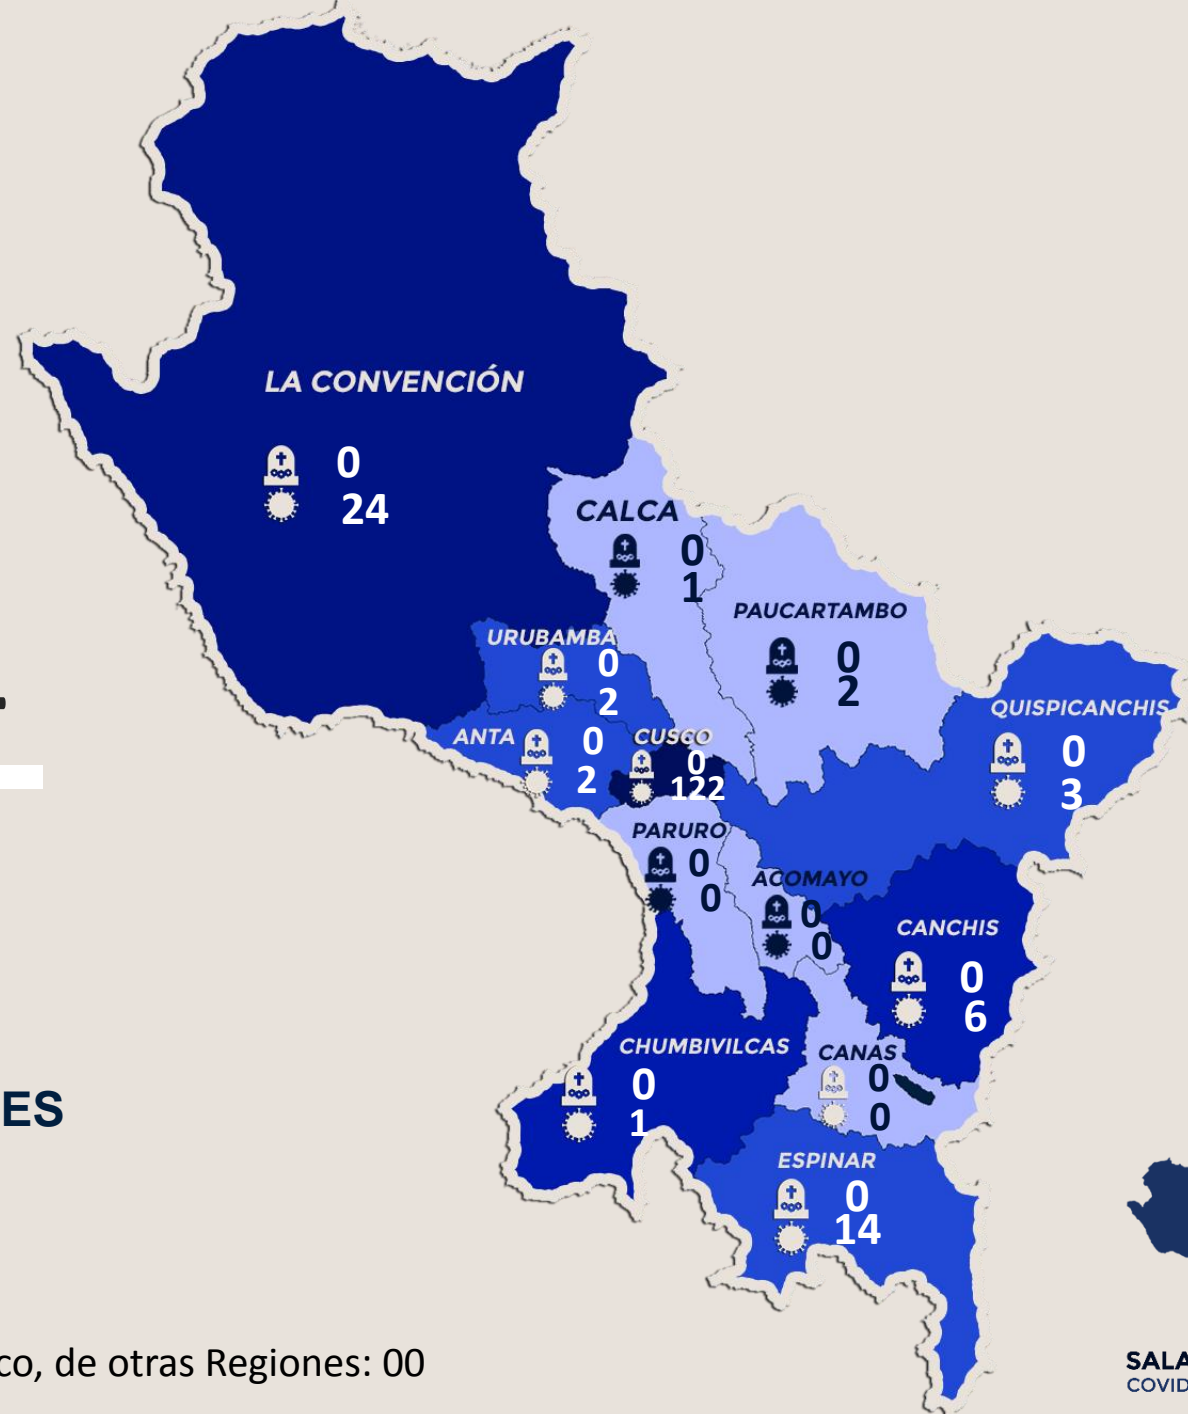 LA CONVENCIÓN
0
24
CALCA
0
1
PAUCARTAMBO
0
2
URUBAMBA
0
2
QUISPICANCHIS
0
3
ANTA
0
2
CUSCO
0
122
PARURO
0
0
ACOMAYO
0
0
CANCHIS
0
6
CHUMBIVILCAS
0
1
CANAS
0
0
ES
ESPINAR
0
14
co, de otras Regiones: 00
SALA
COVID